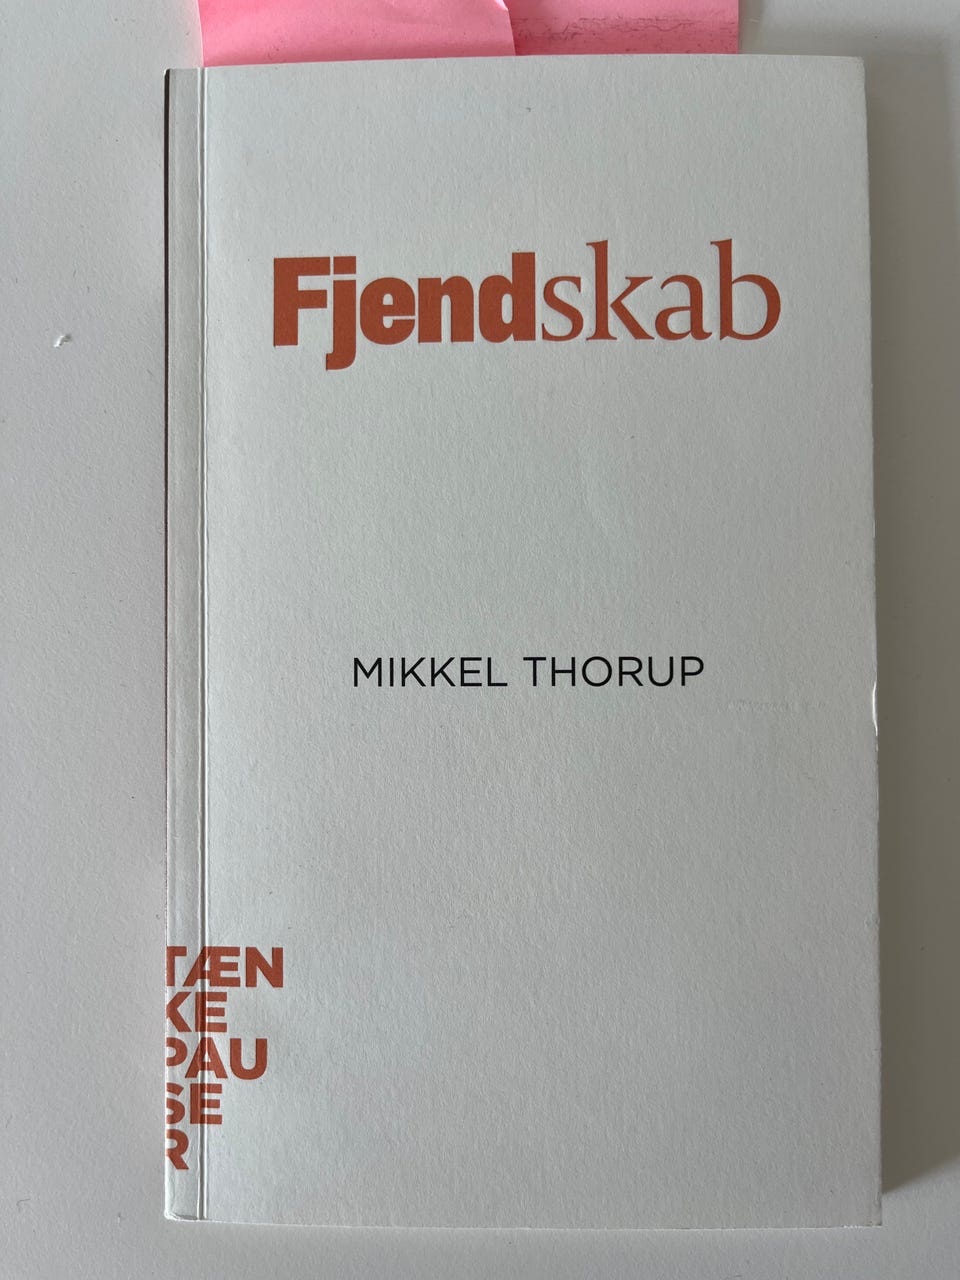 Fjendskab
MIKKEL THORUP
TÆN
KE
PAU
SE
R